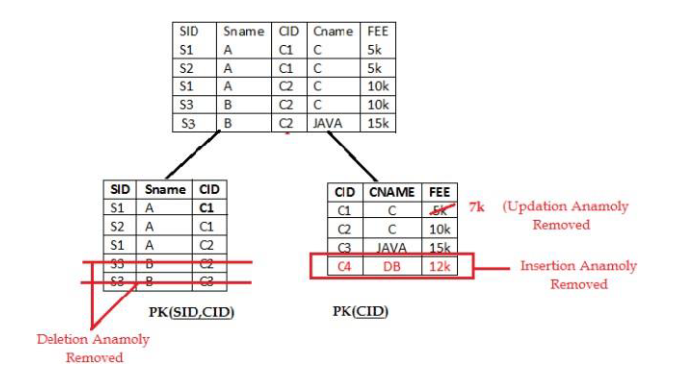 SID Sname CID Cname FEE
S1 A C1 C 5k
S2 A C1 C 5k
S1 A C2 C 10k
S3 B C2 C 10k
S3 B C2 JAVA 15k
SID Sname CID
S1 A C1
S2 A C1
S1 A C2
S3 B C2
S3 B C3
PK(SID,CID)
Deletion Anamoly
Removed
CID CNAME FEE
C1 C 5k 7k (Updation Anamoly
Removed
C2 C 10k
C3 JAVA 15k
C4 DB 12k Insertion Anamoly
Removed
PK(CID)